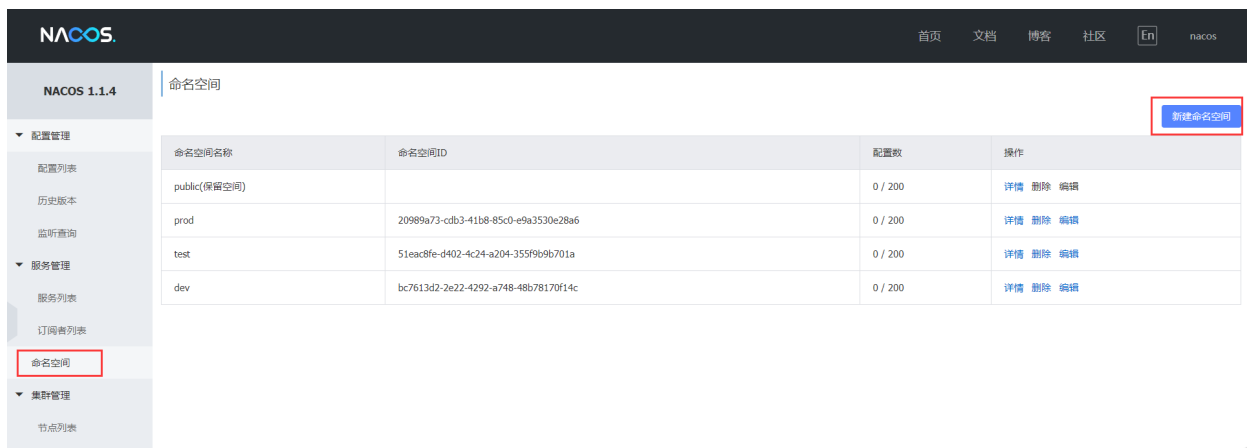 NACOS. 首页 文档 博客 社区 En nacos
NACOS 1.1.4
配置管理
配置列表
历史版本
监听查询
服务管理
服务列表
订阅者列表
命名空间
集群管理
节点列表
命名空间
新建命名空间
命名空间名称 命名空间ID 配置数 操作
public(保留空间) 0 / 200 详情 删除 编辑
prod 20989a73-cdb3-41b8-85c0-e9a3530e28a6 0 / 200 详情 删除 编辑
test 51eac8fe-d402-4c24-a204-355f9b9b701a 0 / 200 详情 删除 编辑
dev bc7613d2-2e22-4292-a748-48b78170f14c 0 / 200 详情 删除 编辑